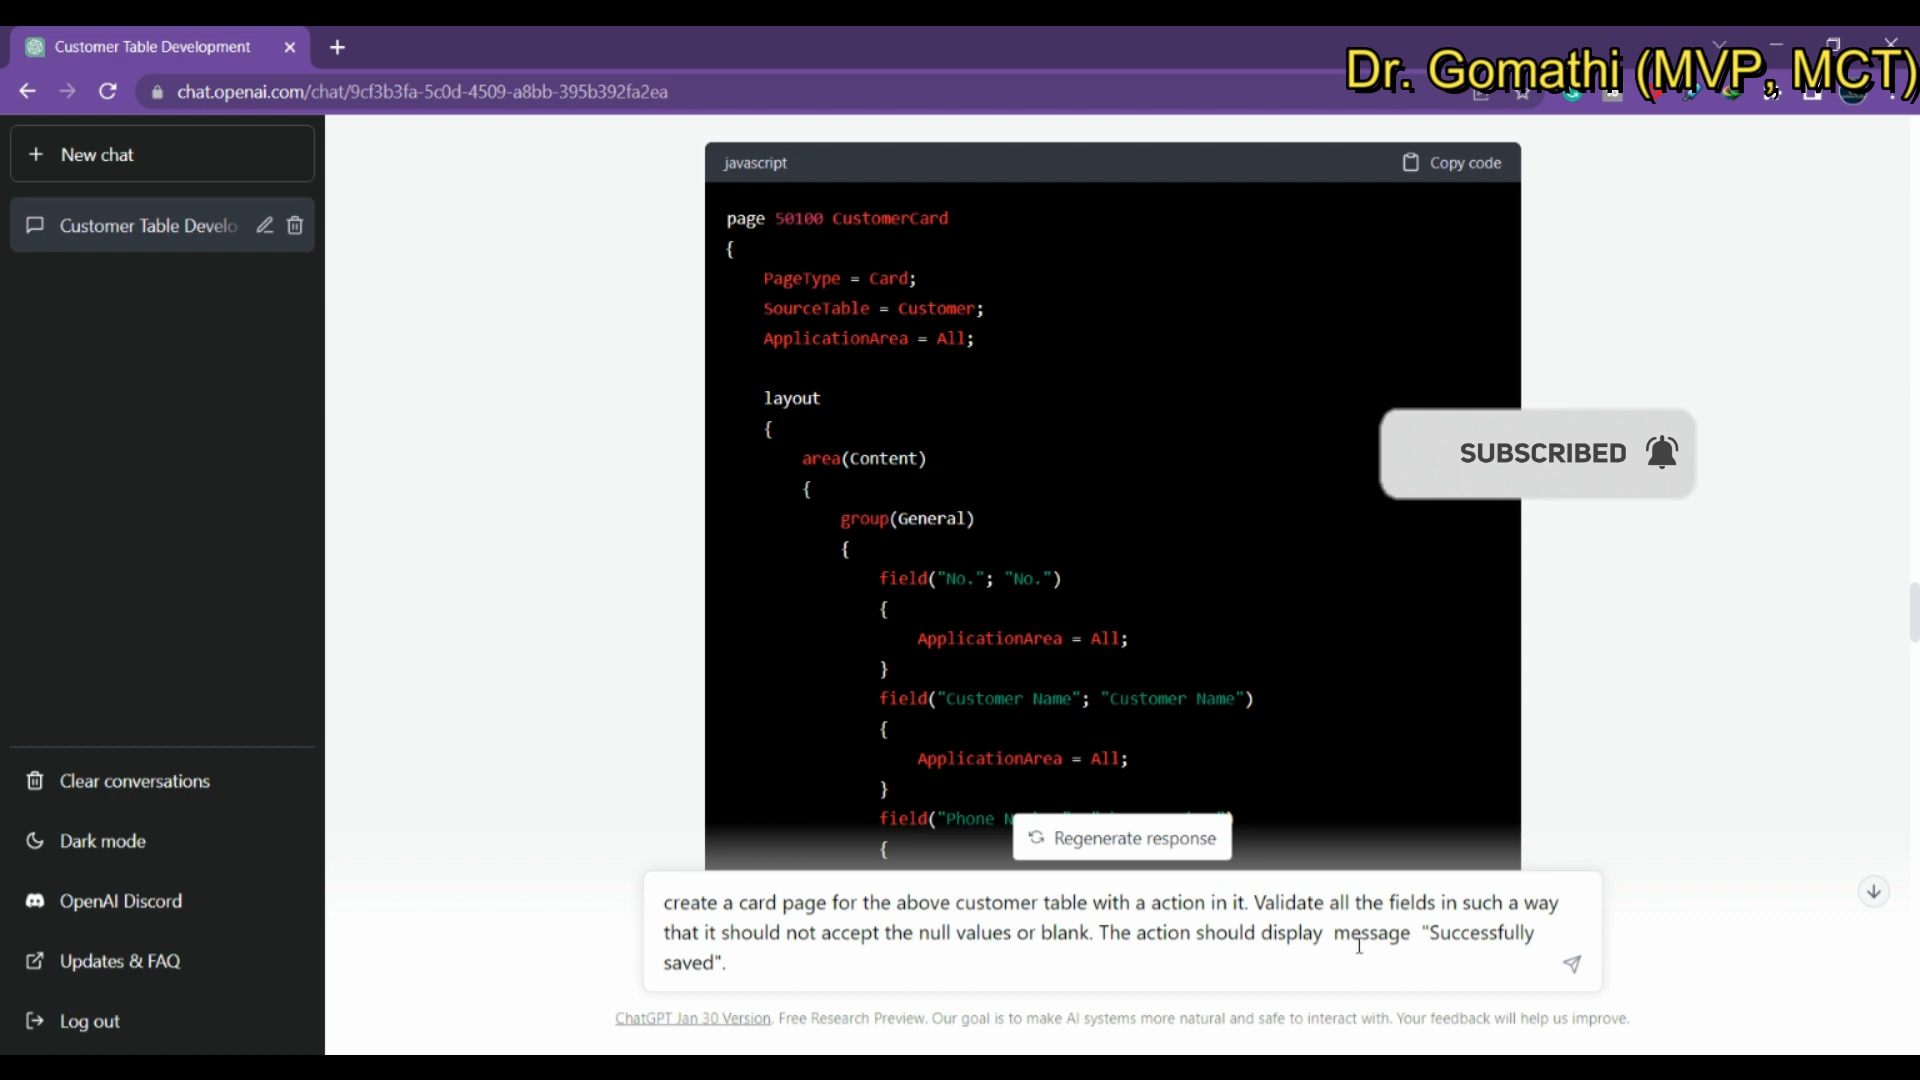 Customer Table Development
Dr. Gomathi (MVP, MCT)
chat.openai.com/chat/9cf3b3fa-5c0d-4509-a8bb-395b392fa2ea
New chat
Customer Table Develo
javascript
Copy code
page 50100 CustomerCard
{
PageType = Card;
SourceTable = Customer;
ApplicationArea = All;
layout
{
area(Content)
{
group(General)
{
field("No."; "No.")
{
ApplicationArea = All;
}
field("Customer Name"; "Customer Name")
{
ApplicationArea = All;
}
field("Phone N
{
SUBSCRIBED
Regenerate response
create a card page for the above customer table with a action in it. Validate all the fields in such a way
that it should not accept the null values or blank. The action should display message "Successfully
saved".
ChatGPT Jan 30 Version. Free Research Preview. Our goal is to make AI systems more natural and safe to interact with. Your feedback will help us improve.
Clear conversations
Dark mode
OpenAI Discord
Updates & FAQ
Log out